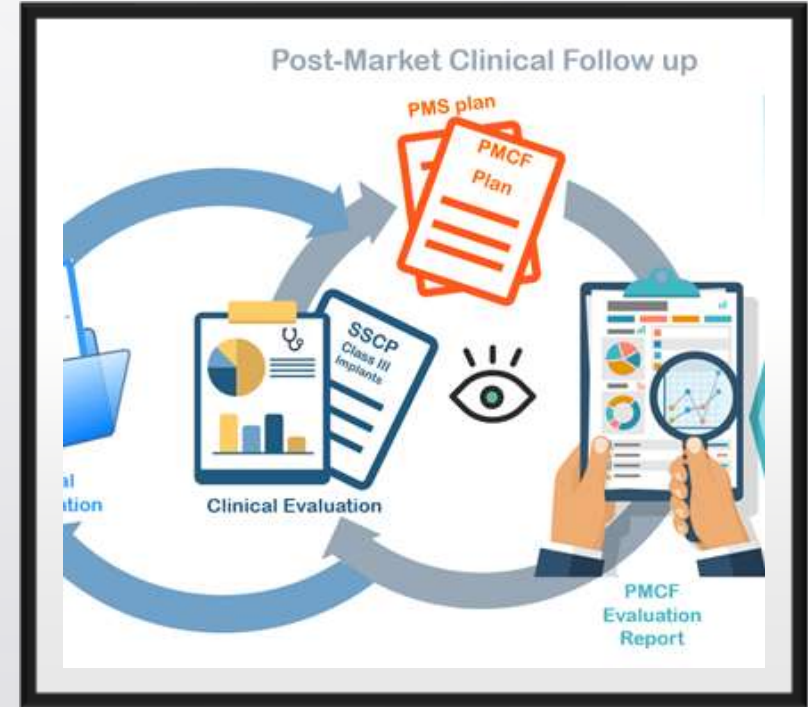 Post-Market Clinical Follow up
PMS plan
PMCF
Plan
SSCP
Class III
Implants
Clinical Evaluation
PMCF
Evaluation
Report